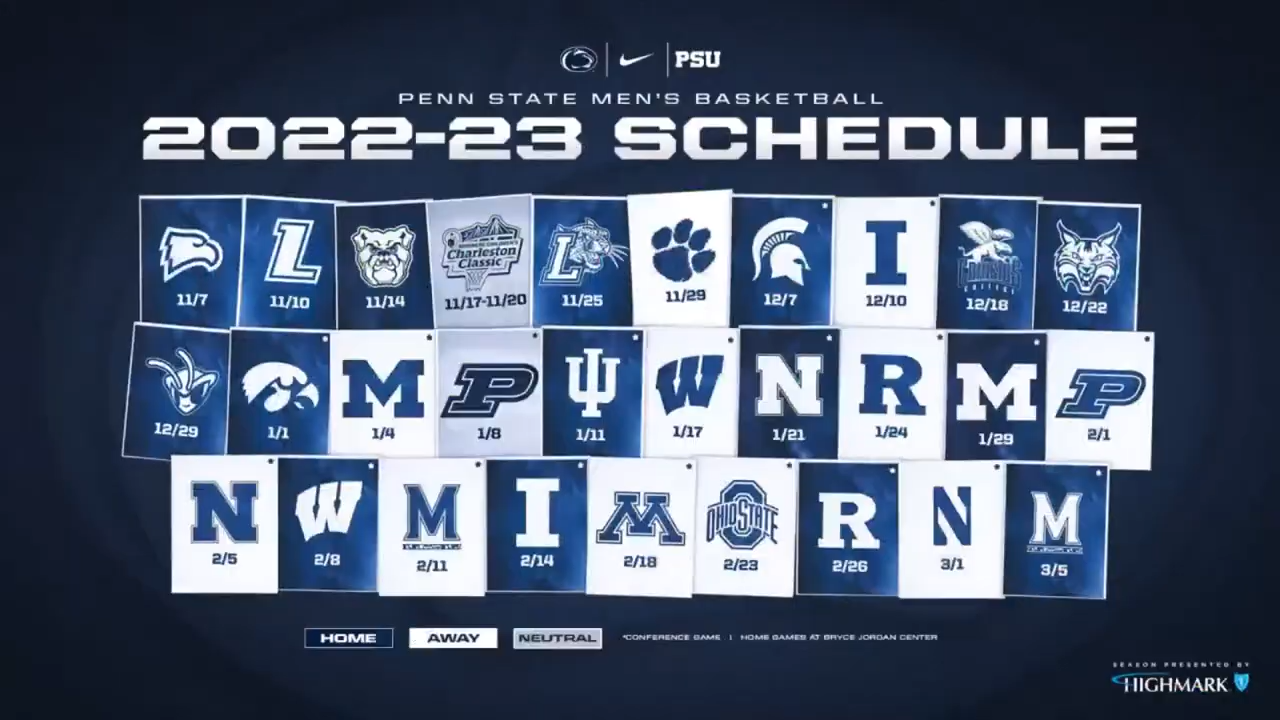 PSU
PENN STATE MEN'S BASKETBALL
2022-23 SCHEDULE
L
Charleston
Classic
L
I
COLLEGE
11/7
11/10
11/14
11/17-11/20
11/25
11/29
12/7
12/10
12/18
12/22
M
P
IU
W
N
R
M
P
12/29
1/1
1/4
1/8
1/11
1/17
1/21
1/24
1/29
2/1
N
W
M
I
M
OHIO STATE
R
N
M
2/5
2/8
2/11
2/14
2/18
2/23
2/26
3/1
3/5
HOME
AWAY
NEUTRAL
*CONFERENCE GAME | HOME GAMES AT BRYCE JORDAN CENTER
SEASON PRESENTED BY
HIGHMARK